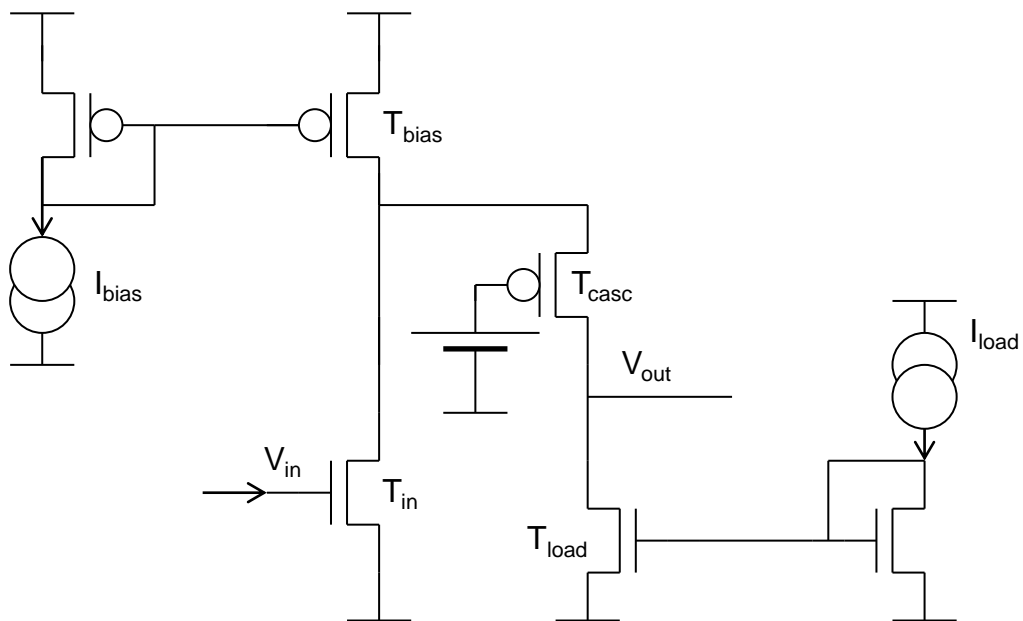 T_bias
I_bias
T_casc
I_load
V_out
V_in
T_in
T_load